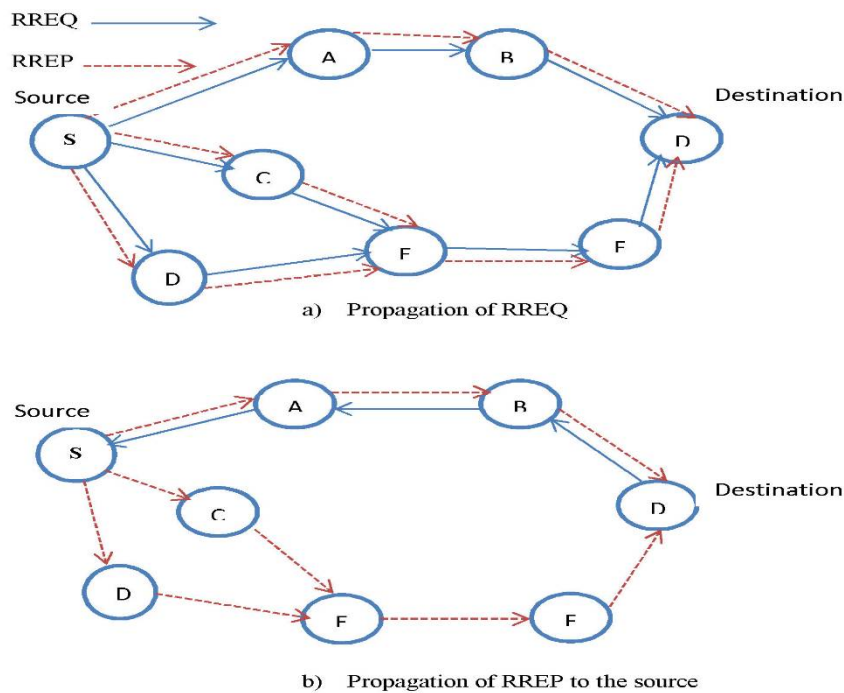 RREQ
RREP
Source
S
A
B
Destination
D
C
D
F
F
a) Propagation of RREQ
Source
S
A
B
Destination
D
C
D
F
F
b) Propagation of RREP to the source